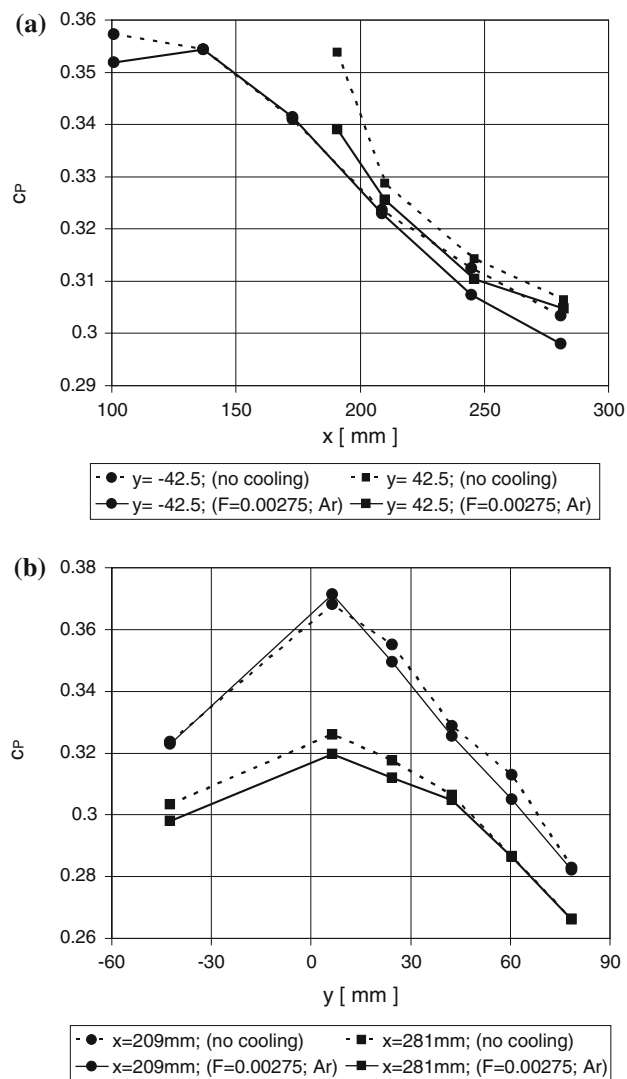 (a)
0.36
0.35
0.34
0.33
0.32
0.31
0.3
0.29
cP
100 150 200 250 300
x [ mm ]
y= -42.5; (no cooling) y= 42.5; (no cooling)
y= -42.5; (F=0.00275; Ar) y= 42.5; (F=0.00275; Ar)
(b)
0.38
0.36
0.34
0.32
0.3
0.28
0.26
cP
-60 -30 0 30 60 90
y [ mm ]
x=209mm; (no cooling) x=281mm; (no cooling)
x=209mm; (F=0.00275; Ar) x=281mm; (F=0.00275; Ar)